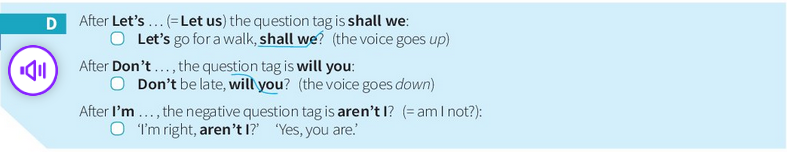 D
After Let's ... (= Let us) the question tag is shall we:
Let's go for a walk, shall we? (the voice goes up)
After Don't ..., the question tag is will you:
Don't be late, will you? (the voice goes down)
After I'm ..., the negative question tag is aren't I? (= am I not?):
'I'm right, aren't I?' 'Yes, you are.'